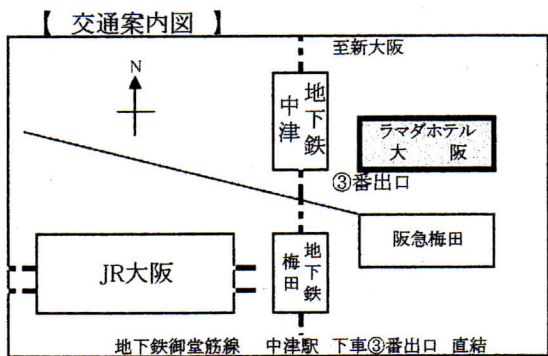 【 交通案内図 】
至新大阪
N
地下鉄
中津
ラマダホテル
大　阪
③番出口
阪急梅田
JR大阪
地下鉄
梅田
地下鉄御堂筋線　中津駅　下車③番出口　直結